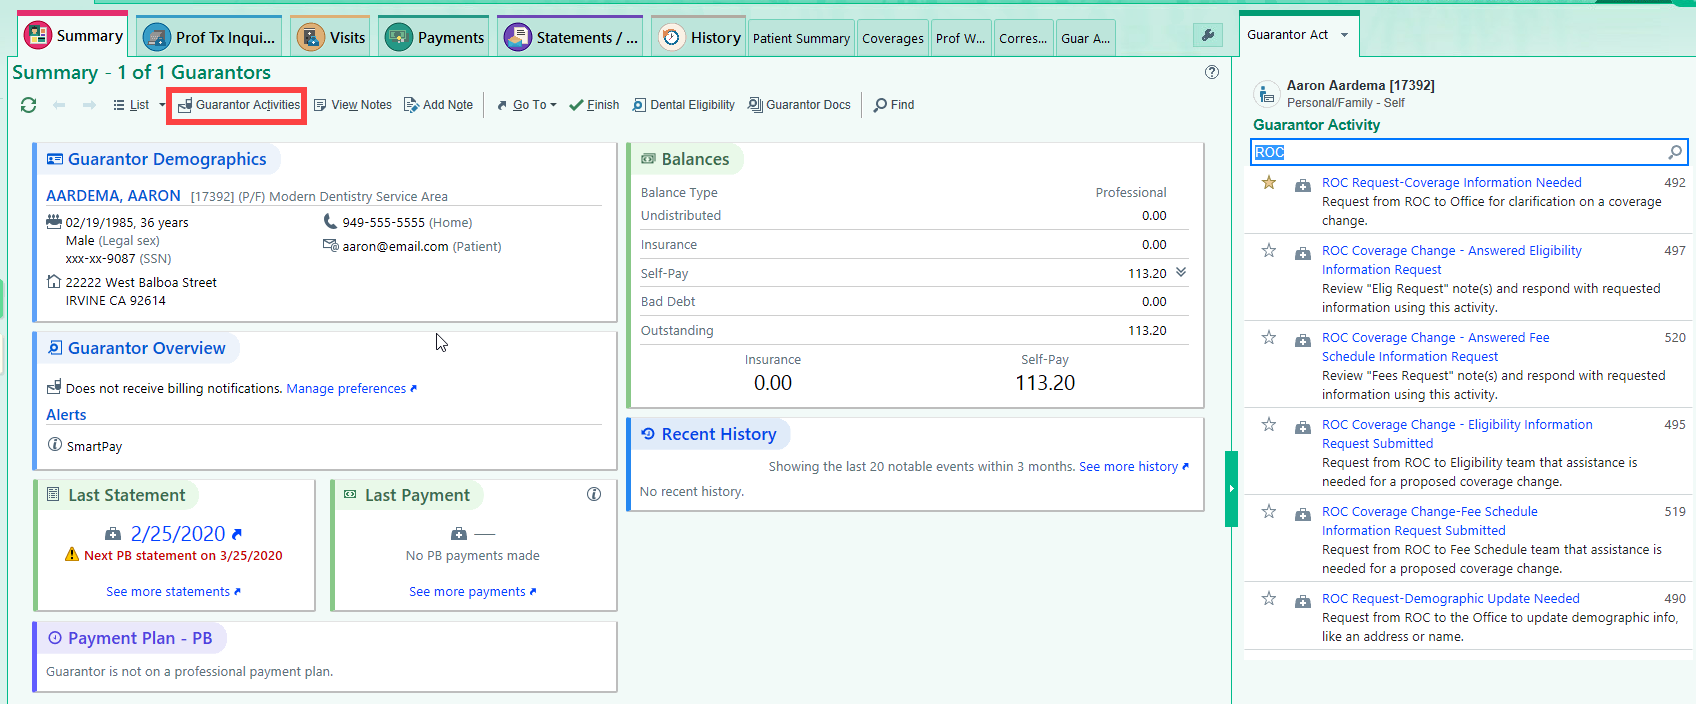 Summary
Prof Tx Inqui...
Visits
Payments
Statements / ...
History
Patient Summary
Coverages
Prof W...
Corres...
Guar A...
Guarantor Act
Summary - 1 of 1 Guarantors
List
Guarantor Activities
View Notes
Add Note
Go To
Finish
Dental Eligibility
Guarantor Docs
Find
Guarantor Demographics
AARDEMA, AARON [17392] (P/F) Modern Dentistry Service Area
02/19/1985, 36 years
Male (Legal sex)
xxx-xx-9087 (SSN)
22222 West Balboa Street
IRVINE CA 92614
949-555-5555 (Home)
aaron@email.com (Patient)
Guarantor Overview
Does not receive billing notifications. Manage preferences
Alerts
SmartPay
Last Statement
2/25/2020
Next PB statement on 3/25/2020
See more statements
Last Payment
No PB payments made
See more payments
Payment Plan - PB
Guarantor is not on a professional payment plan.
Balances
Balance Type Professional
Undistributed 0.00
Insurance 0.00
Self-Pay 113.20
Bad Debt 0.00
Outstanding 113.20
Insurance Self-Pay
0.00 113.20
Recent History
Showing the last 20 notable events within 3 months. See more history
No recent history.
Aaron Aardema [17392]
Personal/Family - Self
Guarantor Activity
ROC
ROC Request-Coverage Information Needed 492
Request from ROC to Office for clarification on a coverage
change.
ROC Coverage Change - Answered Eligibility 497
Information Request
Review "Elig Request" note(s) and respond with requested
information using this activity.
ROC Coverage Change - Answered Fee 520
Schedule Information Request
Review "Fees Request" note(s) and respond with requested
information using this activity.
ROC Coverage Change - Eligibility Information 495
Request Submitted
Request from ROC to Eligibility team that assistance is
needed for a proposed coverage change.
ROC Coverage Change-Fee Schedule 519
Information Request Submitted
Request from ROC to Fee Schedule team that assistance is
needed for a proposed coverage change.
ROC Request-Demographic Update Needed 490
Request from ROC to the Office to update demographic info,
like an address or name.